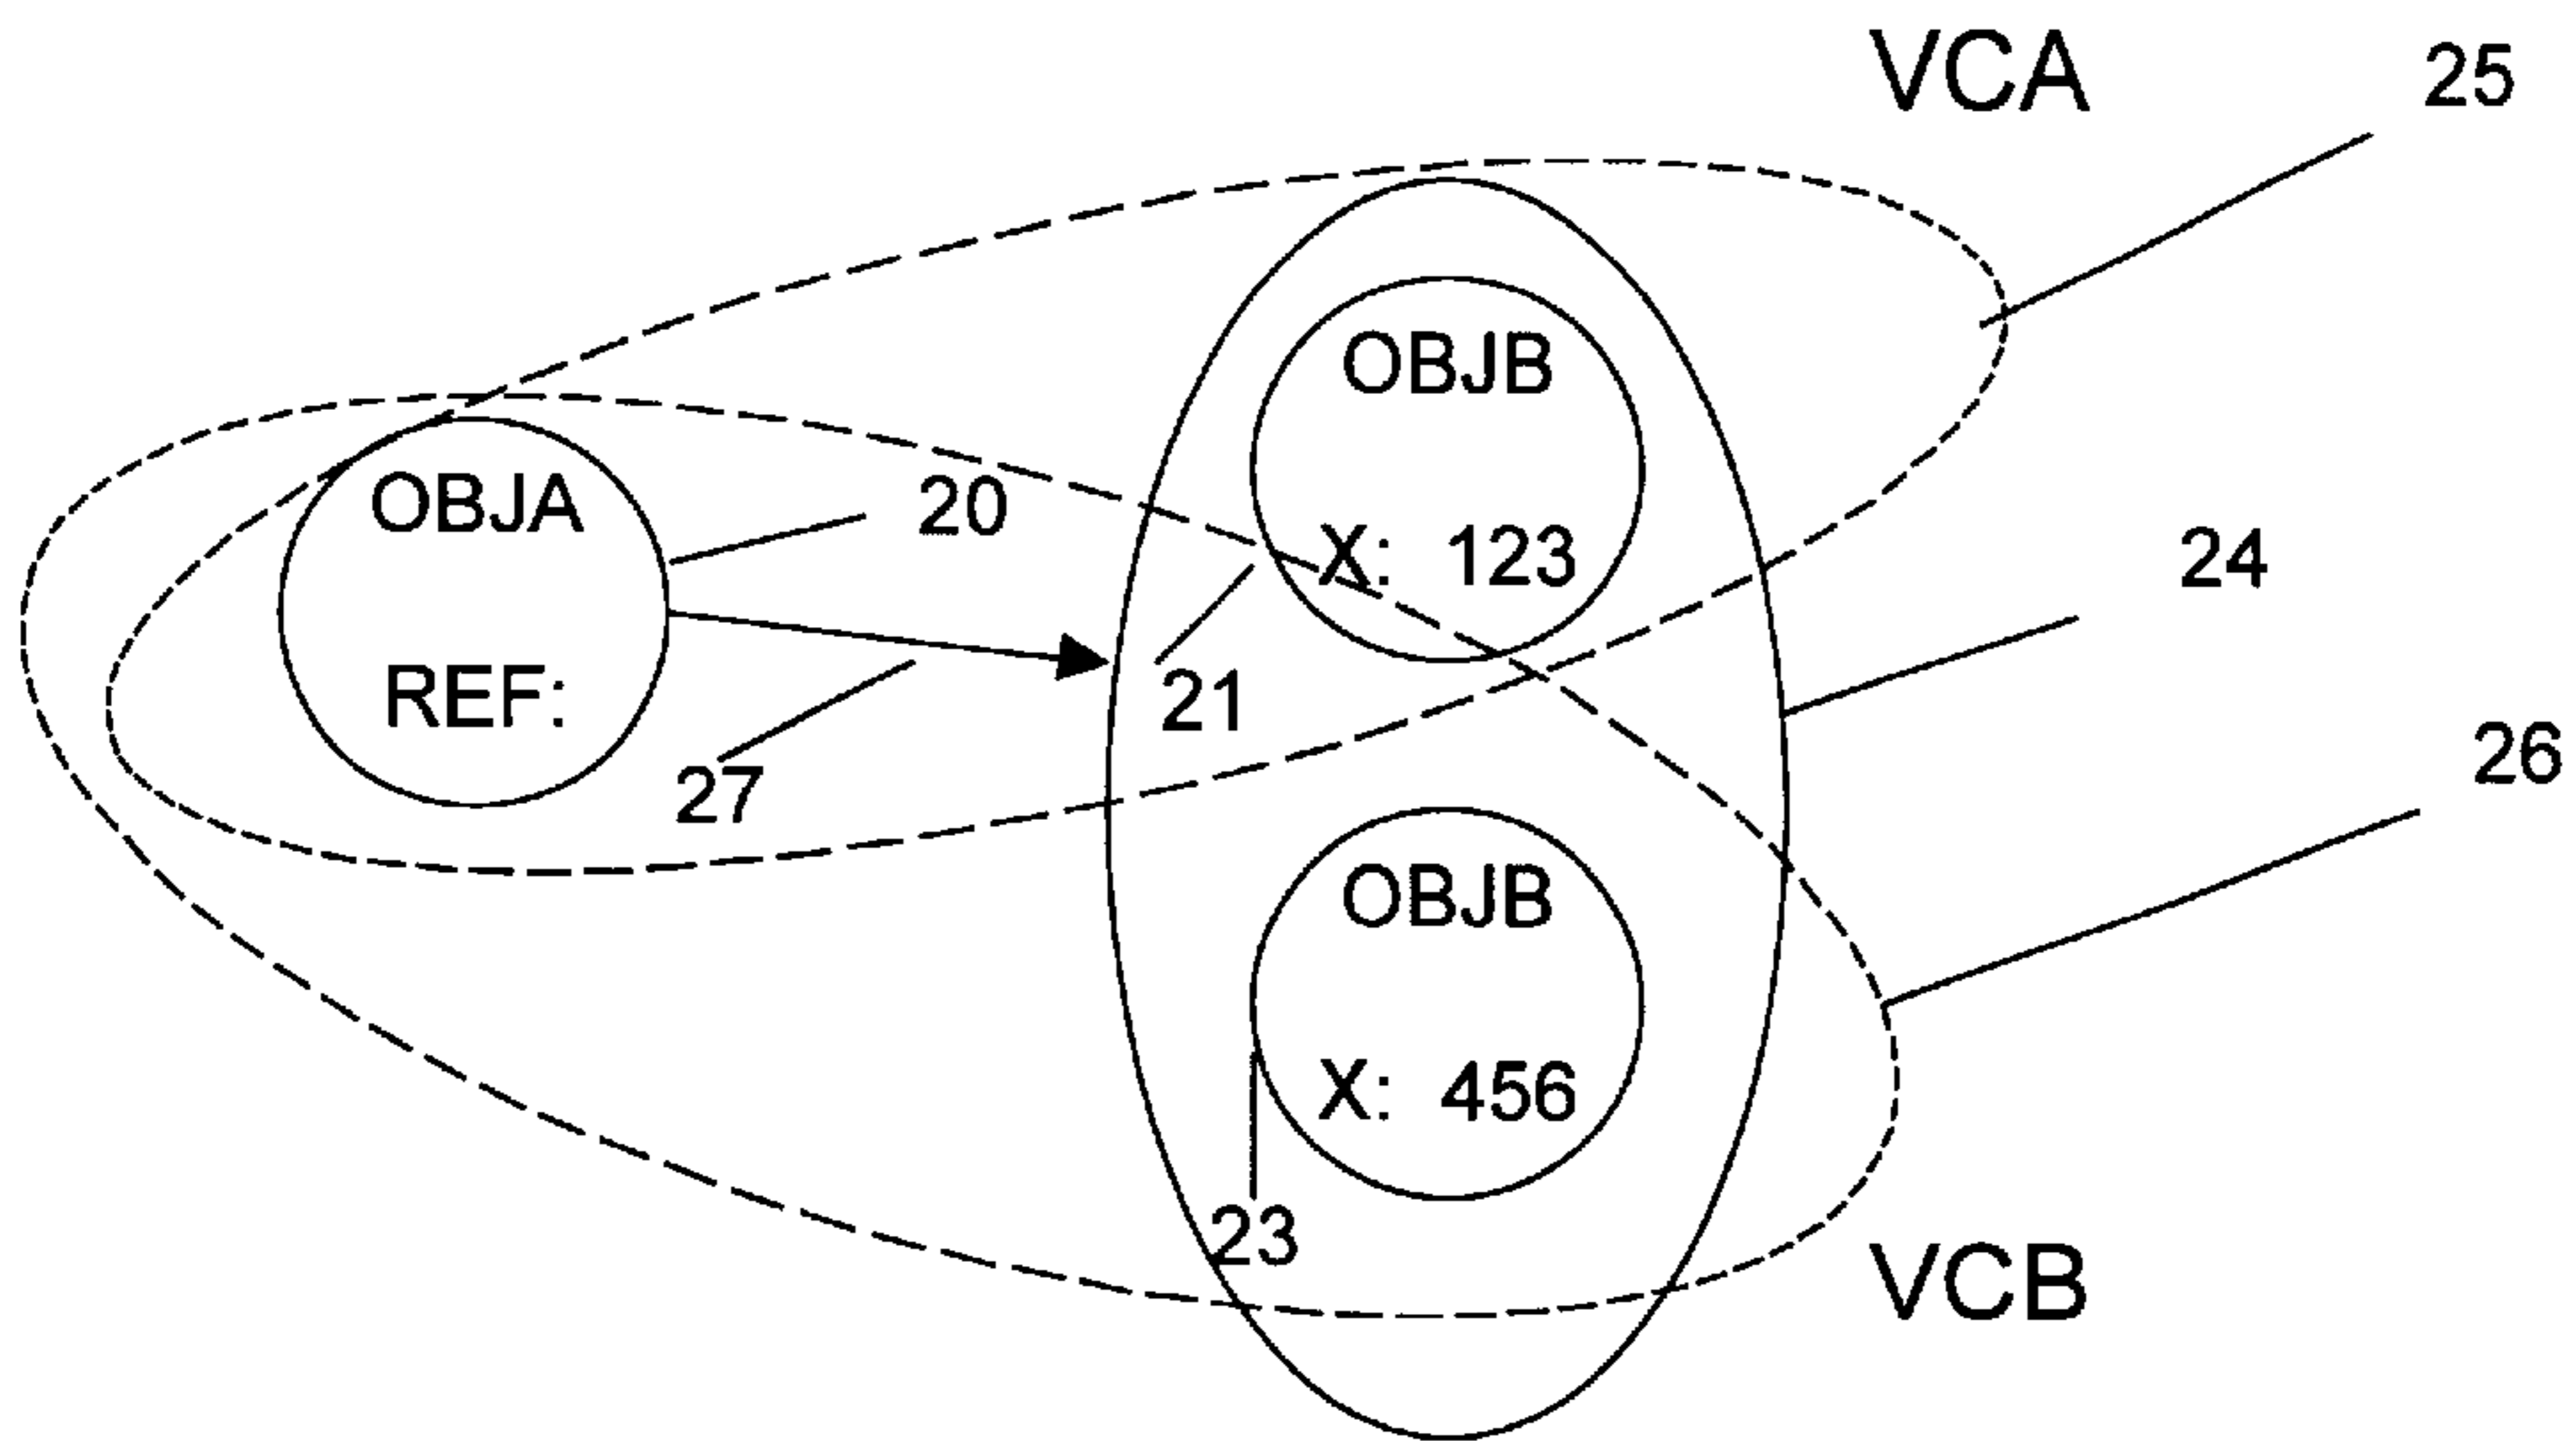 VCA
25
OBJB
X: 123
OBJA
REF:
20
21
27
24
26
OBJB
X: 456
23
VCB